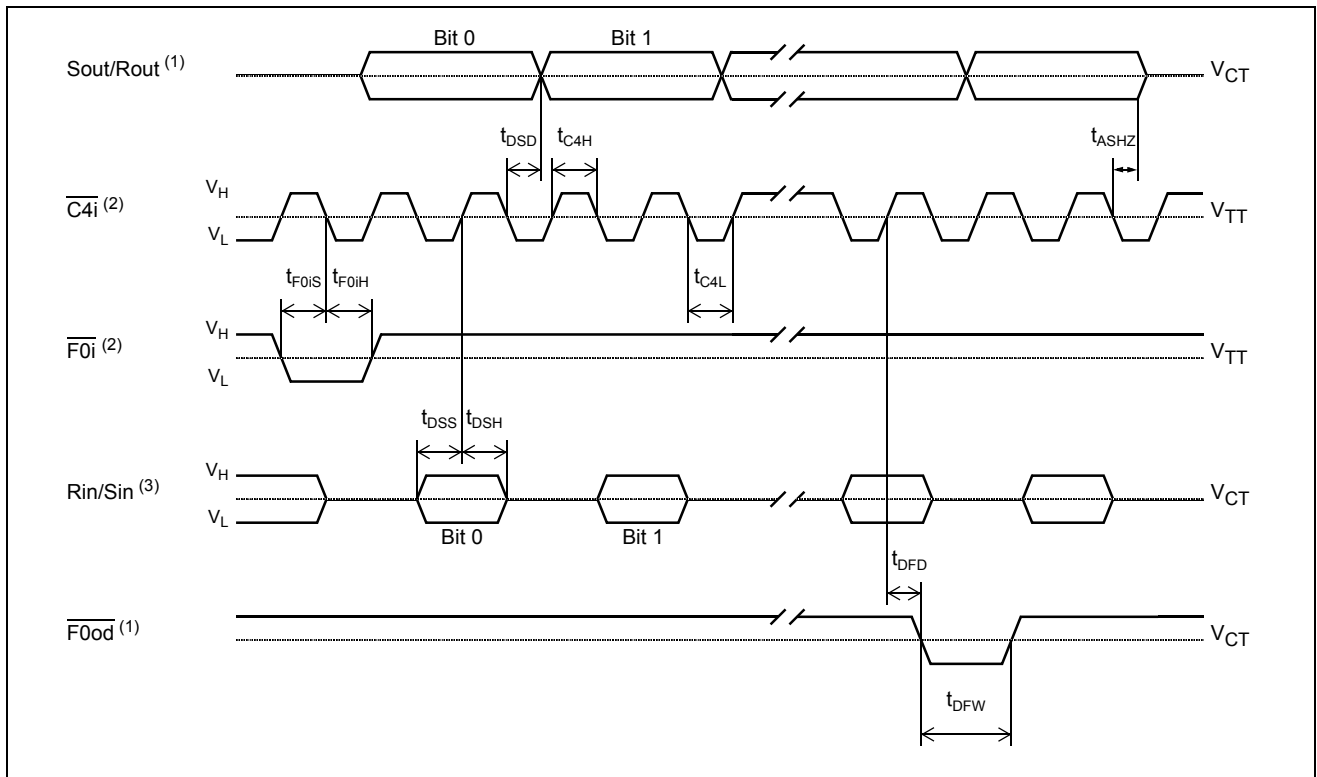 Bit 0 Bit 1
Sout/Rout (1) VCT
tDSD tC4H tASHZ
VH
C4i (2) VTT
VL
tF0iS tF0iH tC4L
VH
F0i (2) VTT
VL
tDSS tDSH
VH
Rin/Sin (3) VCT
VL
Bit 0 Bit 1
tDFD
F0od (1) VCT
tDFW